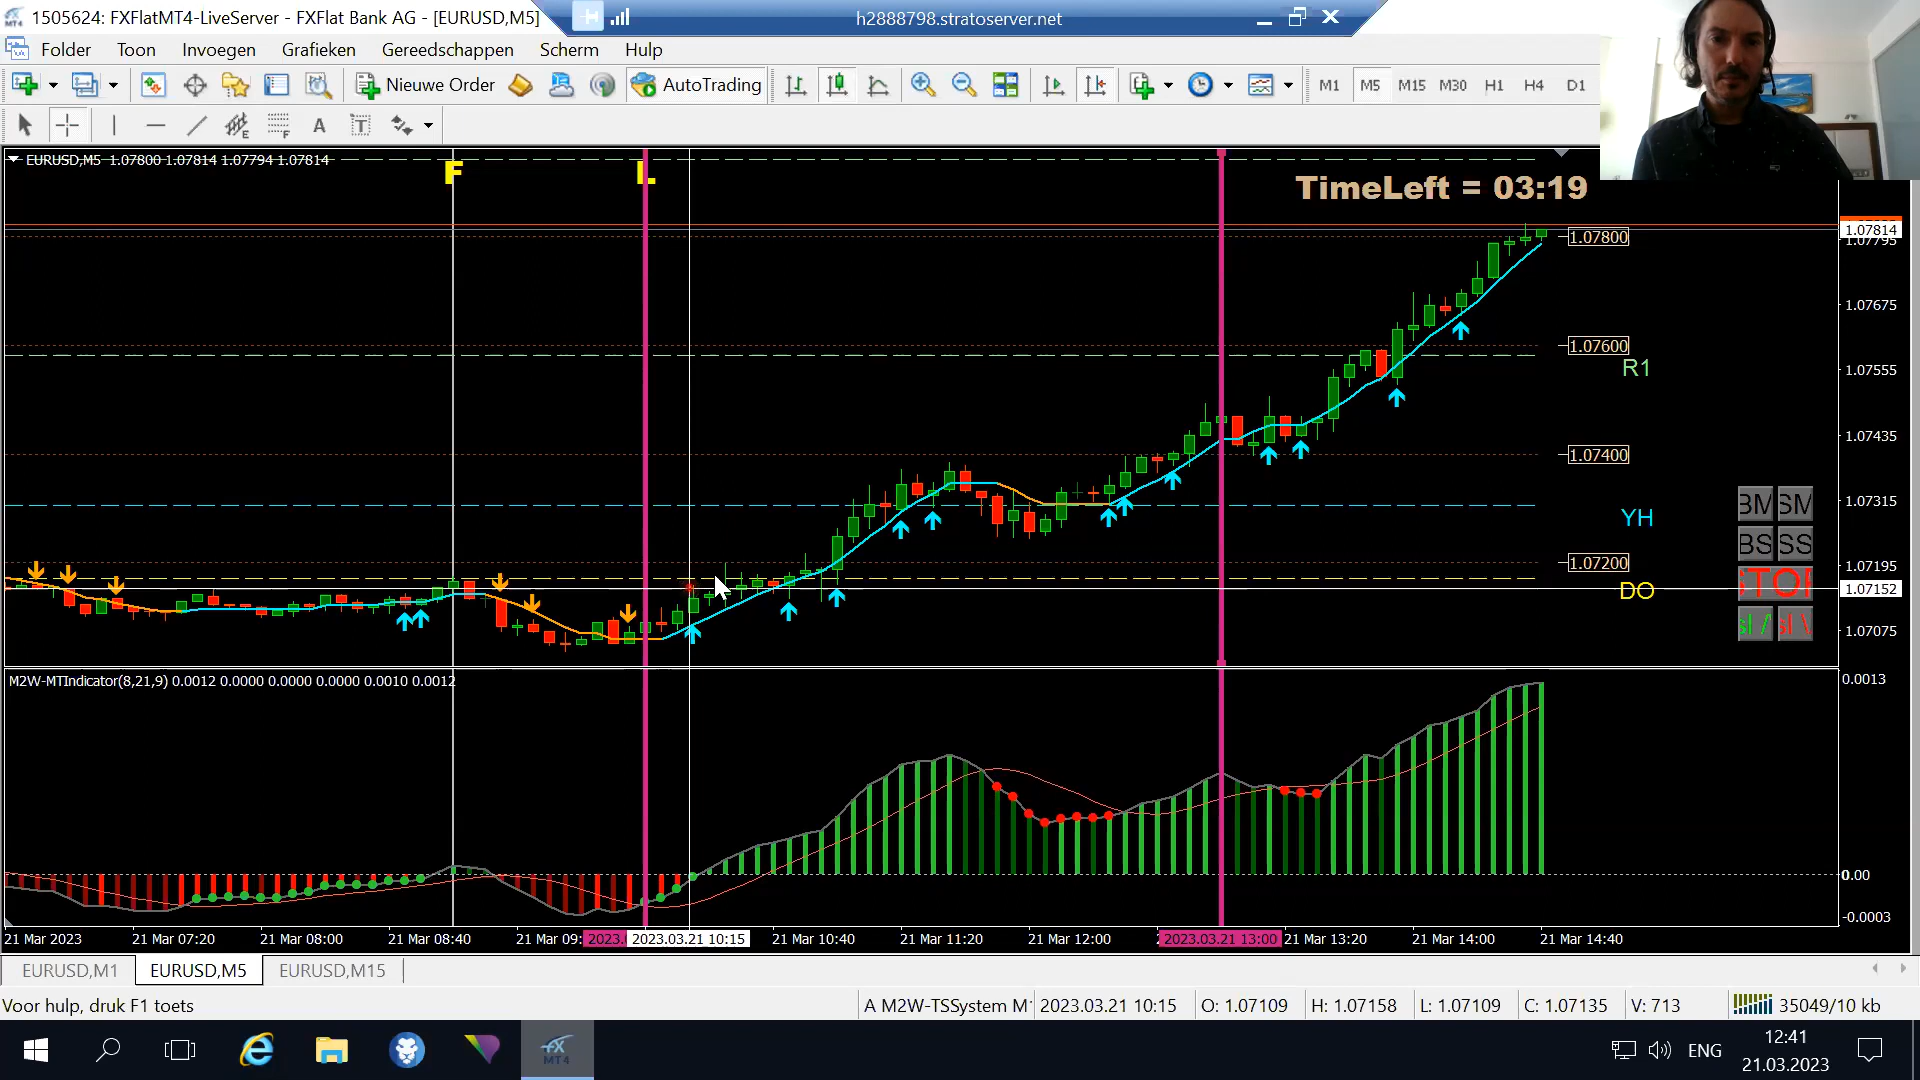 1505624: FXFlatMT4-LiveServer - FXFlat Bank AG - [EURUSD,M5]
h2888798.stratoserver.net
Folder Toon Invoegen Grafieken Gereedschappen Scherm Hulp
Nieuwe Order AutoTrading M1 M5 M15 M30 H1 H4 D1
EURUSD,M5 1.07800 1.07814 1.07794 1.07814
F L
TimeLeft = 03:19
1.07814
1.07800
1.07795
1.07675
1.07600
R1
1.07555
1.07435
1.07400
1.07315
YH
BM SM
BS SS
1.07200
1.07195
DO
1.07152
1.07075
M2W-MTIndicator(8,21,9) 0.0012 0.0000 0.0000 0.0000 0.0010 0.0012
0.0013
0.00
-0.0003
21 Mar 2023 21 Mar 07:20 21 Mar 08:00 21 Mar 08:40 21 Mar 09: 2023. 2023.03.21 10:15 21 Mar 10:40 21 Mar 11:20 21 Mar 12:00 2023.03.21 13:00 21 Mar 13:20 21 Mar 14:00 21 Mar 14:40
EURUSD,M1 EURUSD,M5 EURUSD,M15
Voor hulp, druk F1 toets
A M2W-TSSystem M 2023.03.21 10:15 O: 1.07109 H: 1.07158 L: 1.07109 C: 1.07135 V: 713 35049/10 kb
FX MT4
ENG
12:41
21.03.2023